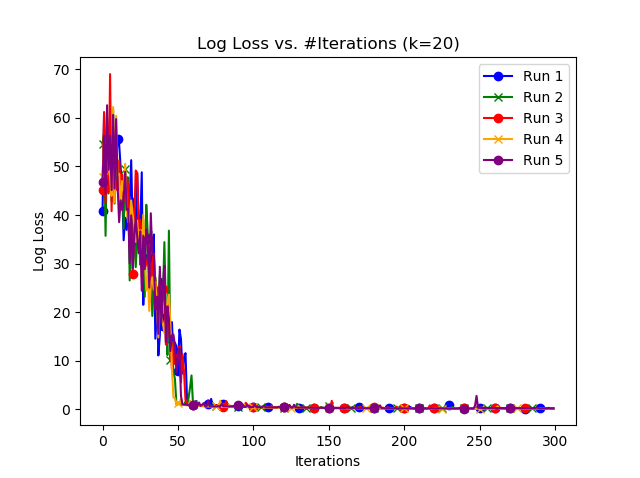 Log Loss vs. #Iterations (k=20)
70
60
50
40
30
20
10
0
Log Loss
Run 1
Run 2
Run 3
Run 4
Run 5
0 50 100 150 200 250 300
Iterations